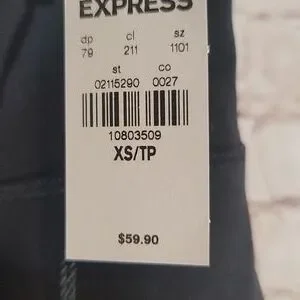 EXPRESS
dp cl sz
79 211 1101
st co
02115290 0027
10803509
XS/TP
$59.90